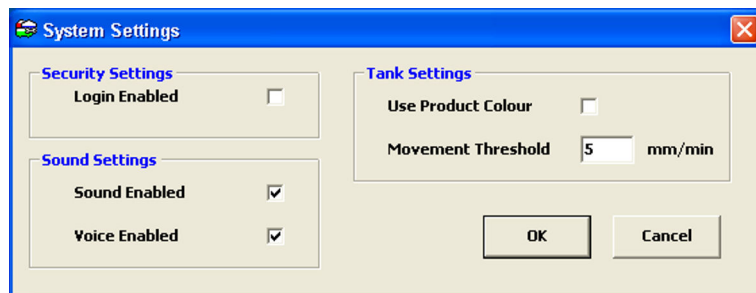 System Settings
Security Settings
Login Enabled
Sound Settings
Sound Enabled
Voice Enabled
Tank Settings
Use Product Colour
Movement Threshold 5 mm/min
OK Cancel